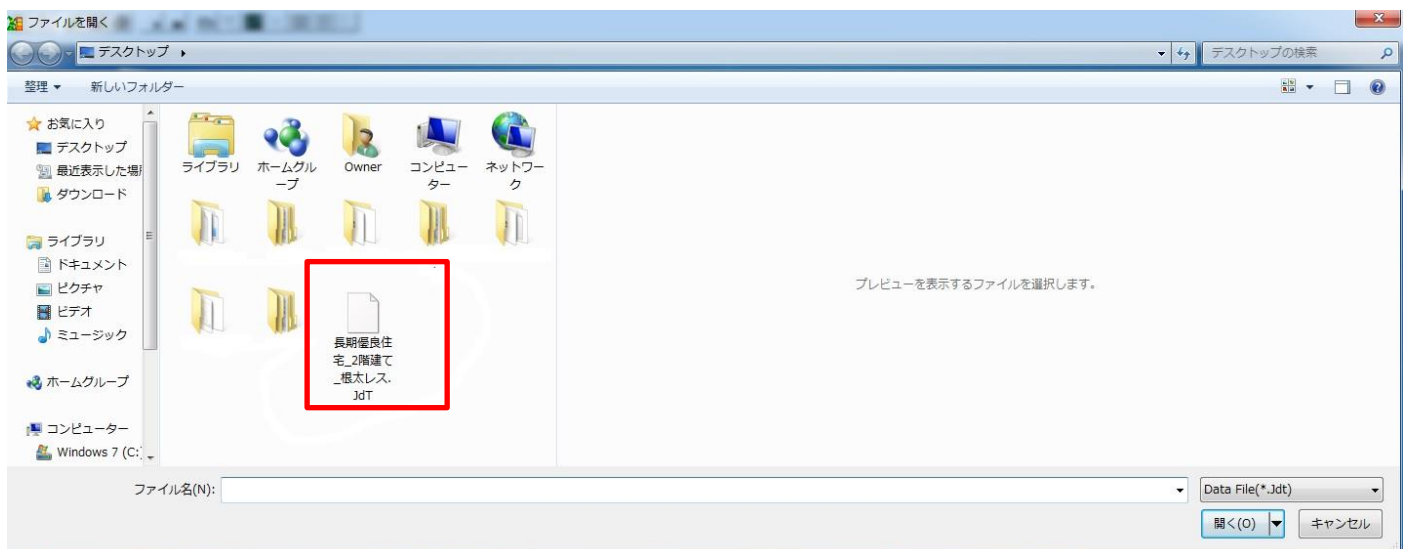 ファイルを開く
デスクトップ
デスクトップの検索
整理
新しいフォルダー
お気に入り
デスクトップ
最近表示した場所
ダウンロード
ライブラリ
ドキュメント
ピクチャ
ビデオ
ミュージック
ホームグループ
コンピューター
Windows 7 (C:)
ライブラリ
ホームグル
ープ
Owner
コンピュー
ター
ネットワー
ク
長期優良住
宅_2階建て
_根太レス.
JdT
プレビューを表示するファイルを選択します。
ファイル名(N):
Data File(*.Jdt)
開く(O)
キャンセル